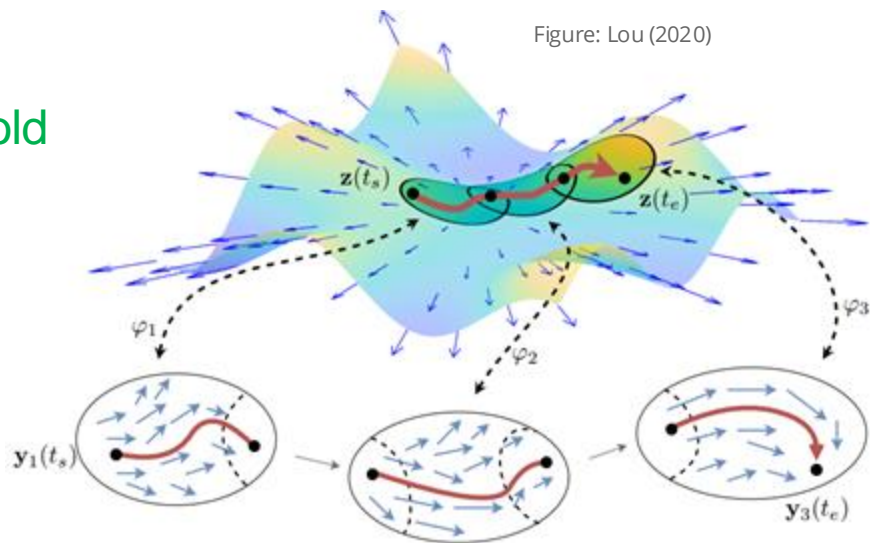 Figure: Lou (2020)
old
z(tₛ)
z(tₑ)
φ₁
φ₂
φ₃
y₁(tₛ)
y₃(tₑ)